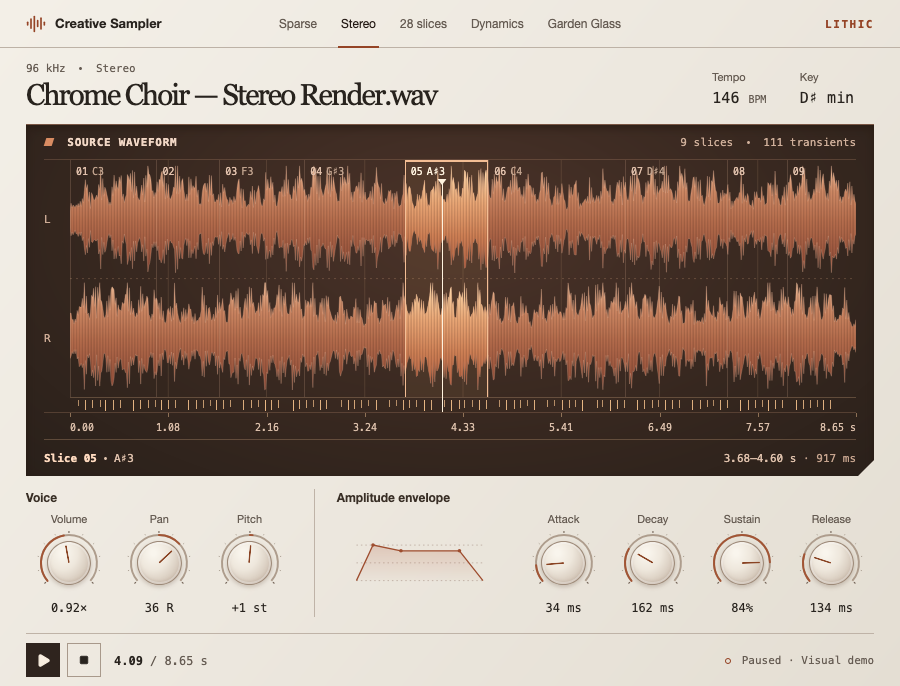 Creative Sampler
Sparse Stereo 28 slices Dynamics Garden Glass
LITHIC
96 kHz • Stereo
Chrome Choir — Stereo Render.wav
Tempo Key
146 BPM D♯ min
SOURCE WAVEFORM 9 slices • 111 transients
01 C3 02 03 F3 04 G♯3 05 A♯3 06 C4 07 D♯4 08 09
L
R
0.00 1.08 2.16 3.24 4.33 5.41 6.49 7.57 8.65 s
Slice 05 • A♯3 3.68–4.60 s · 917 ms
Voice Amplitude envelope
Volume Pan Pitch Attack Decay Sustain Release
0.92× 36 R +1 st 34 ms 162 ms 84% 134 ms
4.09 / 8.65 s Paused · Visual demo